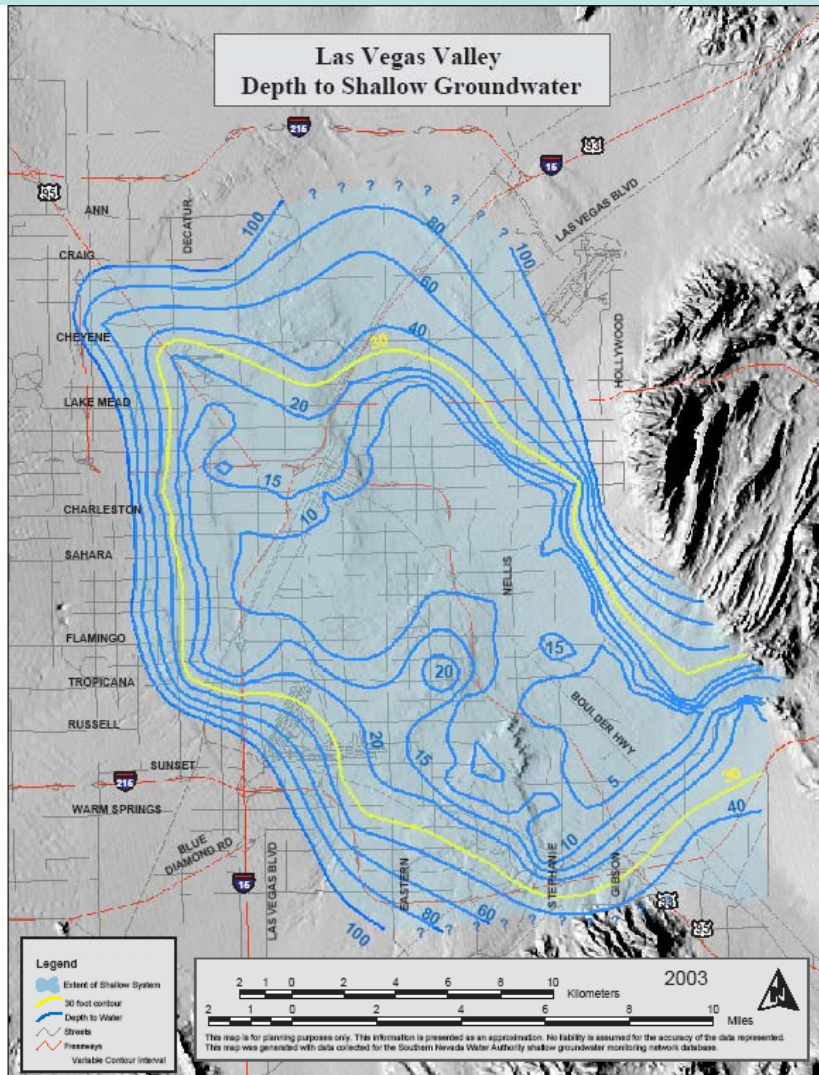 Las Vegas Valley
Depth to Shallow Groundwater
215
93
15
95
LAS VEGAS BLVD
ANN
DECATUR
100
? ? ? ? ? ? ? ?
80
100
CRAIG
60
HOLLYWOOD
CHEYENE
40
30
LAKE MEAD
20
15
CHARLESTON
10
SAHARA
NELLIS
FLAMINGO
15
20
TROPICANA
BOULDER HWY
RUSSELL
20
15
SUNSET
5
30
215
WARM SPRINGS
40
10
BLUE
DIAMOND RD
LAS VEGAS BLVD
EASTERN
STEPHANIE
GIBSON
15
60
80
100
? ? ? ?
93
95
Legend
Extent of Shallow System
30 foot contour
Depth to Water
Streets
Freeways
Variable Contour Interval
2 1 0 2 4 6 8 10
Kilometers
2003
N
2 1 0 2 4 6 8 10
Miles
This map is for planning purposes only. This information is presented as an approximation. No liability is assumed for the accuracy of the data represented.
This map was generated with data collected for the Southern Nevada Water Authority shallow groundwater monitoring network database.